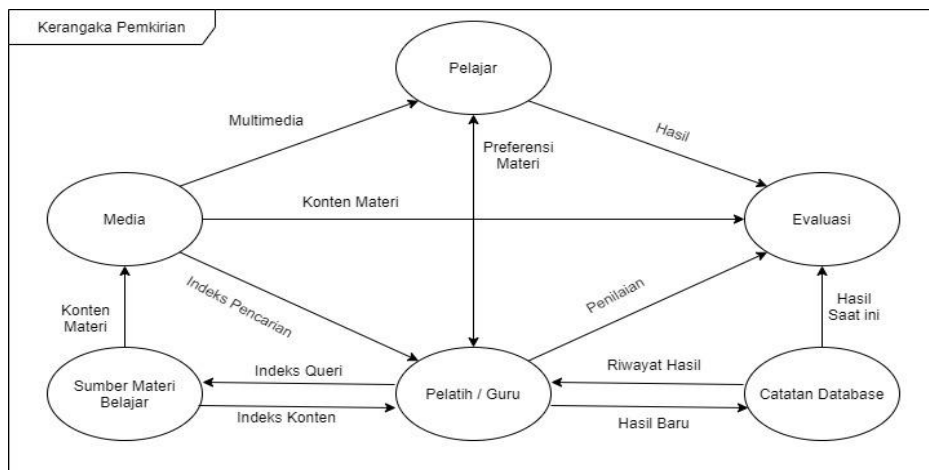 Kerangaka Pemkirian
Pelajar
Multimedia
Hasil
Preferensi
Materi
Media
Konten Materi
Evaluasi
Indeks Pencarian
Penilaian
Konten
Materi
Hasil
Saat ini
Sumber Materi
Belajar
Indeks Queri
Indeks Konten
Pelatih / Guru
Riwayat Hasil
Hasil Baru
Catatan Database